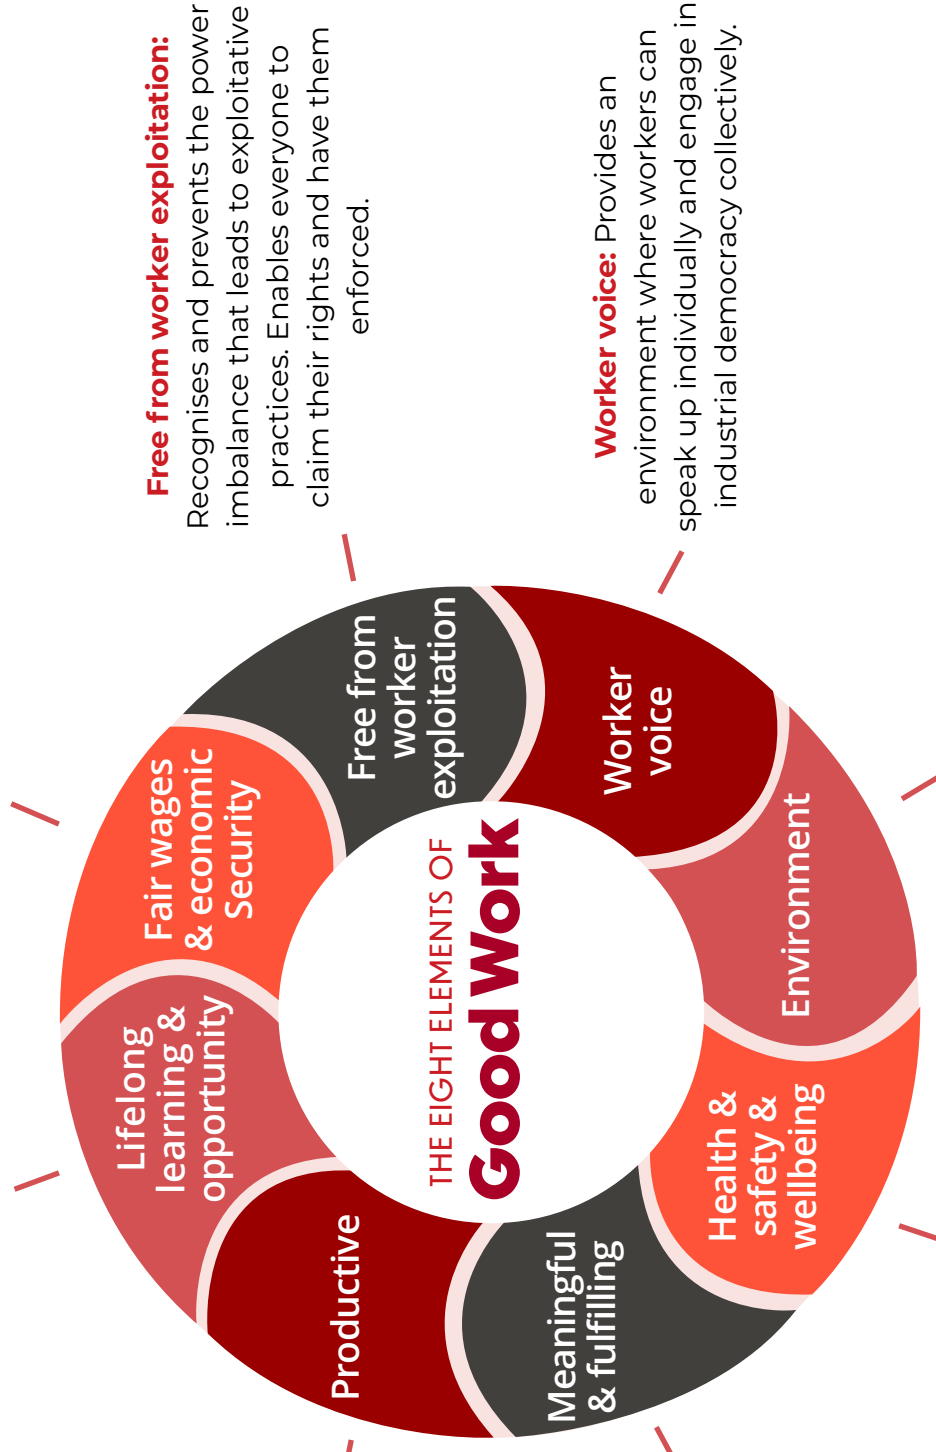 Lifelong
learning &
opportunity
Fair wages
& economic
Security
Free from
worker
exploitation
Worker
voice
Environment
Health &
safety &
wellbeing
Meaningful
& fulfilling
Productive
THE EIGHT ELEMENTS OF
Good Work
Free from worker exploitation:
Recognises and prevents the power
imbalance that leads to exploitative
practices. Enables everyone to
claim their rights and have them
enforced.
Worker voice: Provides an
environment where workers can
speak up individually and engage in
industrial democracy collectively.